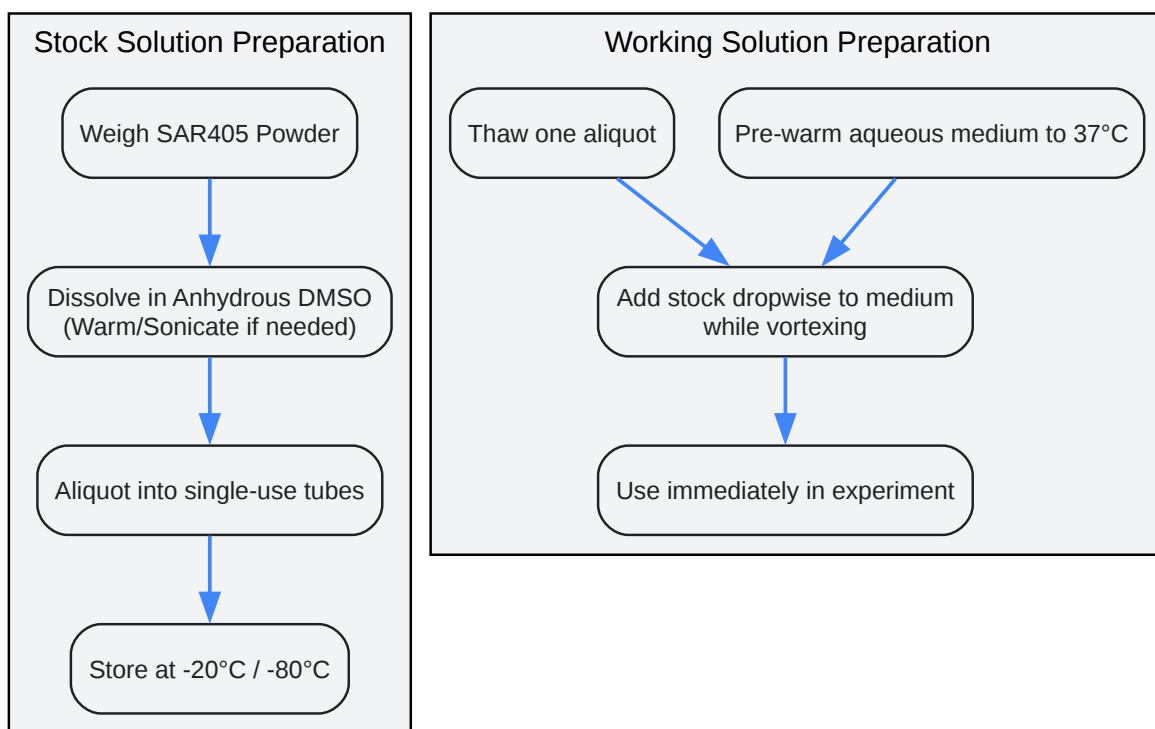 Stock Solution Preparation
Weigh SAR405 Powder
Dissolve in Anhydrous DMSO
(Warm/Sonicate if needed)
Aliquot into single-use tubes
Store at -20°C / -80°C
Working Solution Preparation
Thaw one aliquot
Pre-warm aqueous medium to 37°C
Add stock dropwise to medium
while vortexing
Use immediately in experiment